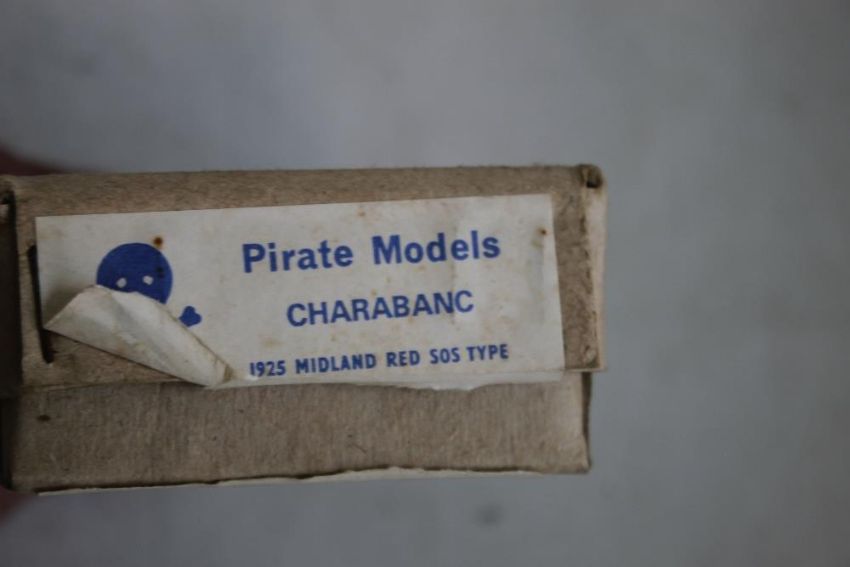 Pirate Models
CHARABANC
1925 MIDLAND RED SOS TYPE